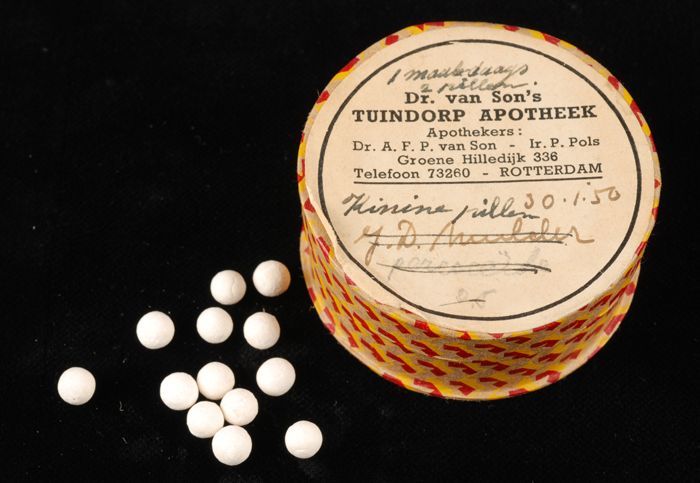 1 maal daags
2 pillen.
Dr. van Son's
TUINDORP APOTHEEK
Apothekers:
Dr. A. F. P. van Son - Ir. P. Pols
Groene Hilledijk 336
Telefoon 73260 - ROTTERDAM
Kinine pillen 30.1.50
J. D. Mulder